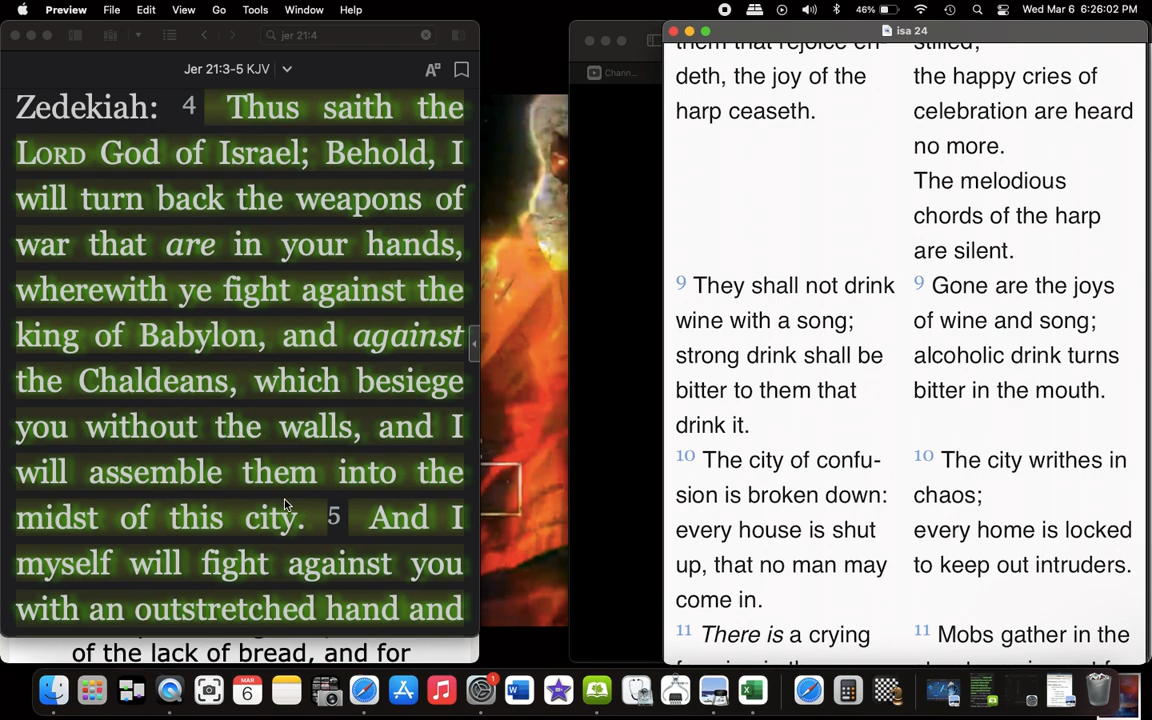 Preview File Edit View Go Tools Window Help
46% Wed Mar 6 6:26:02 PM
jer 21:4
Jer 21:3-5 KJV
Zedekiah: 4 Thus saith the
LORD God of Israel; Behold, I
will turn back the weapons of
war that are in your hands,
wherewith ye fight against the
king of Babylon, and against
the Chaldeans, which besiege
you without the walls, and I
will assemble them into the
midst of this city. 5 And I
myself will fight against you
with an outstretched hand and
of the lack of bread, and for
Chann...
isa 24
them that rejoice en-
deth, the joy of the
harp ceaseth.
9 They shall not drink
wine with a song;
strong drink shall be
bitter to them that
drink it.
10 The city of confu-
sion is broken down:
every house is shut
up, that no man may
come in.
11 There is a crying
stilled;
the happy cries of
celebration are heard
no more.
The melodious
chords of the harp
are silent.
9 Gone are the joys
of wine and song;
alcoholic drink turns
bitter in the mouth.
10 The city writhes in
chaos;
every home is locked
to keep out intruders.
11 Mobs gather in the
MAR
6
1